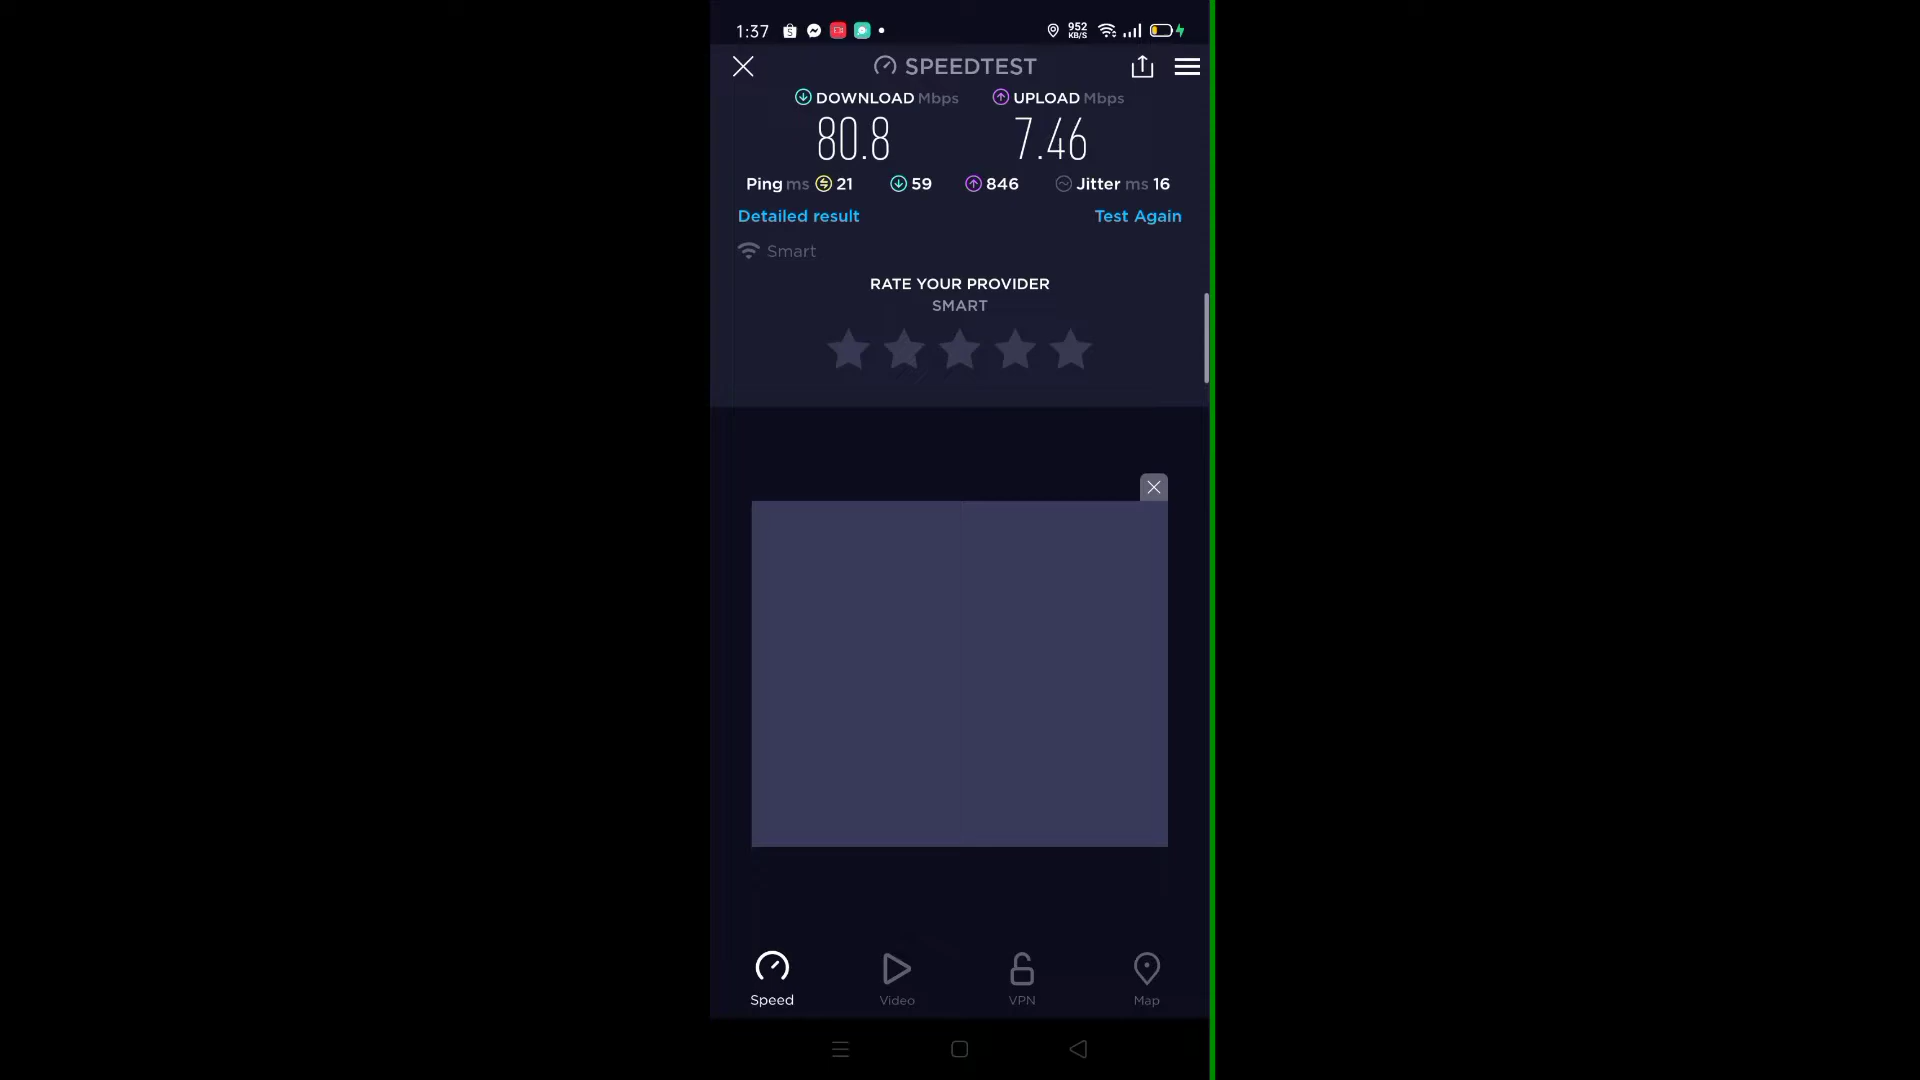 1:37 952 KB/S
SPEEDTEST
DOWNLOAD Mbps UPLOAD Mbps
80.8 7.46
Ping ms 21 59 846 Jitter ms 16
Detailed result Test Again
Smart
RATE YOUR PROVIDER
SMART
Speed Video VPN Map